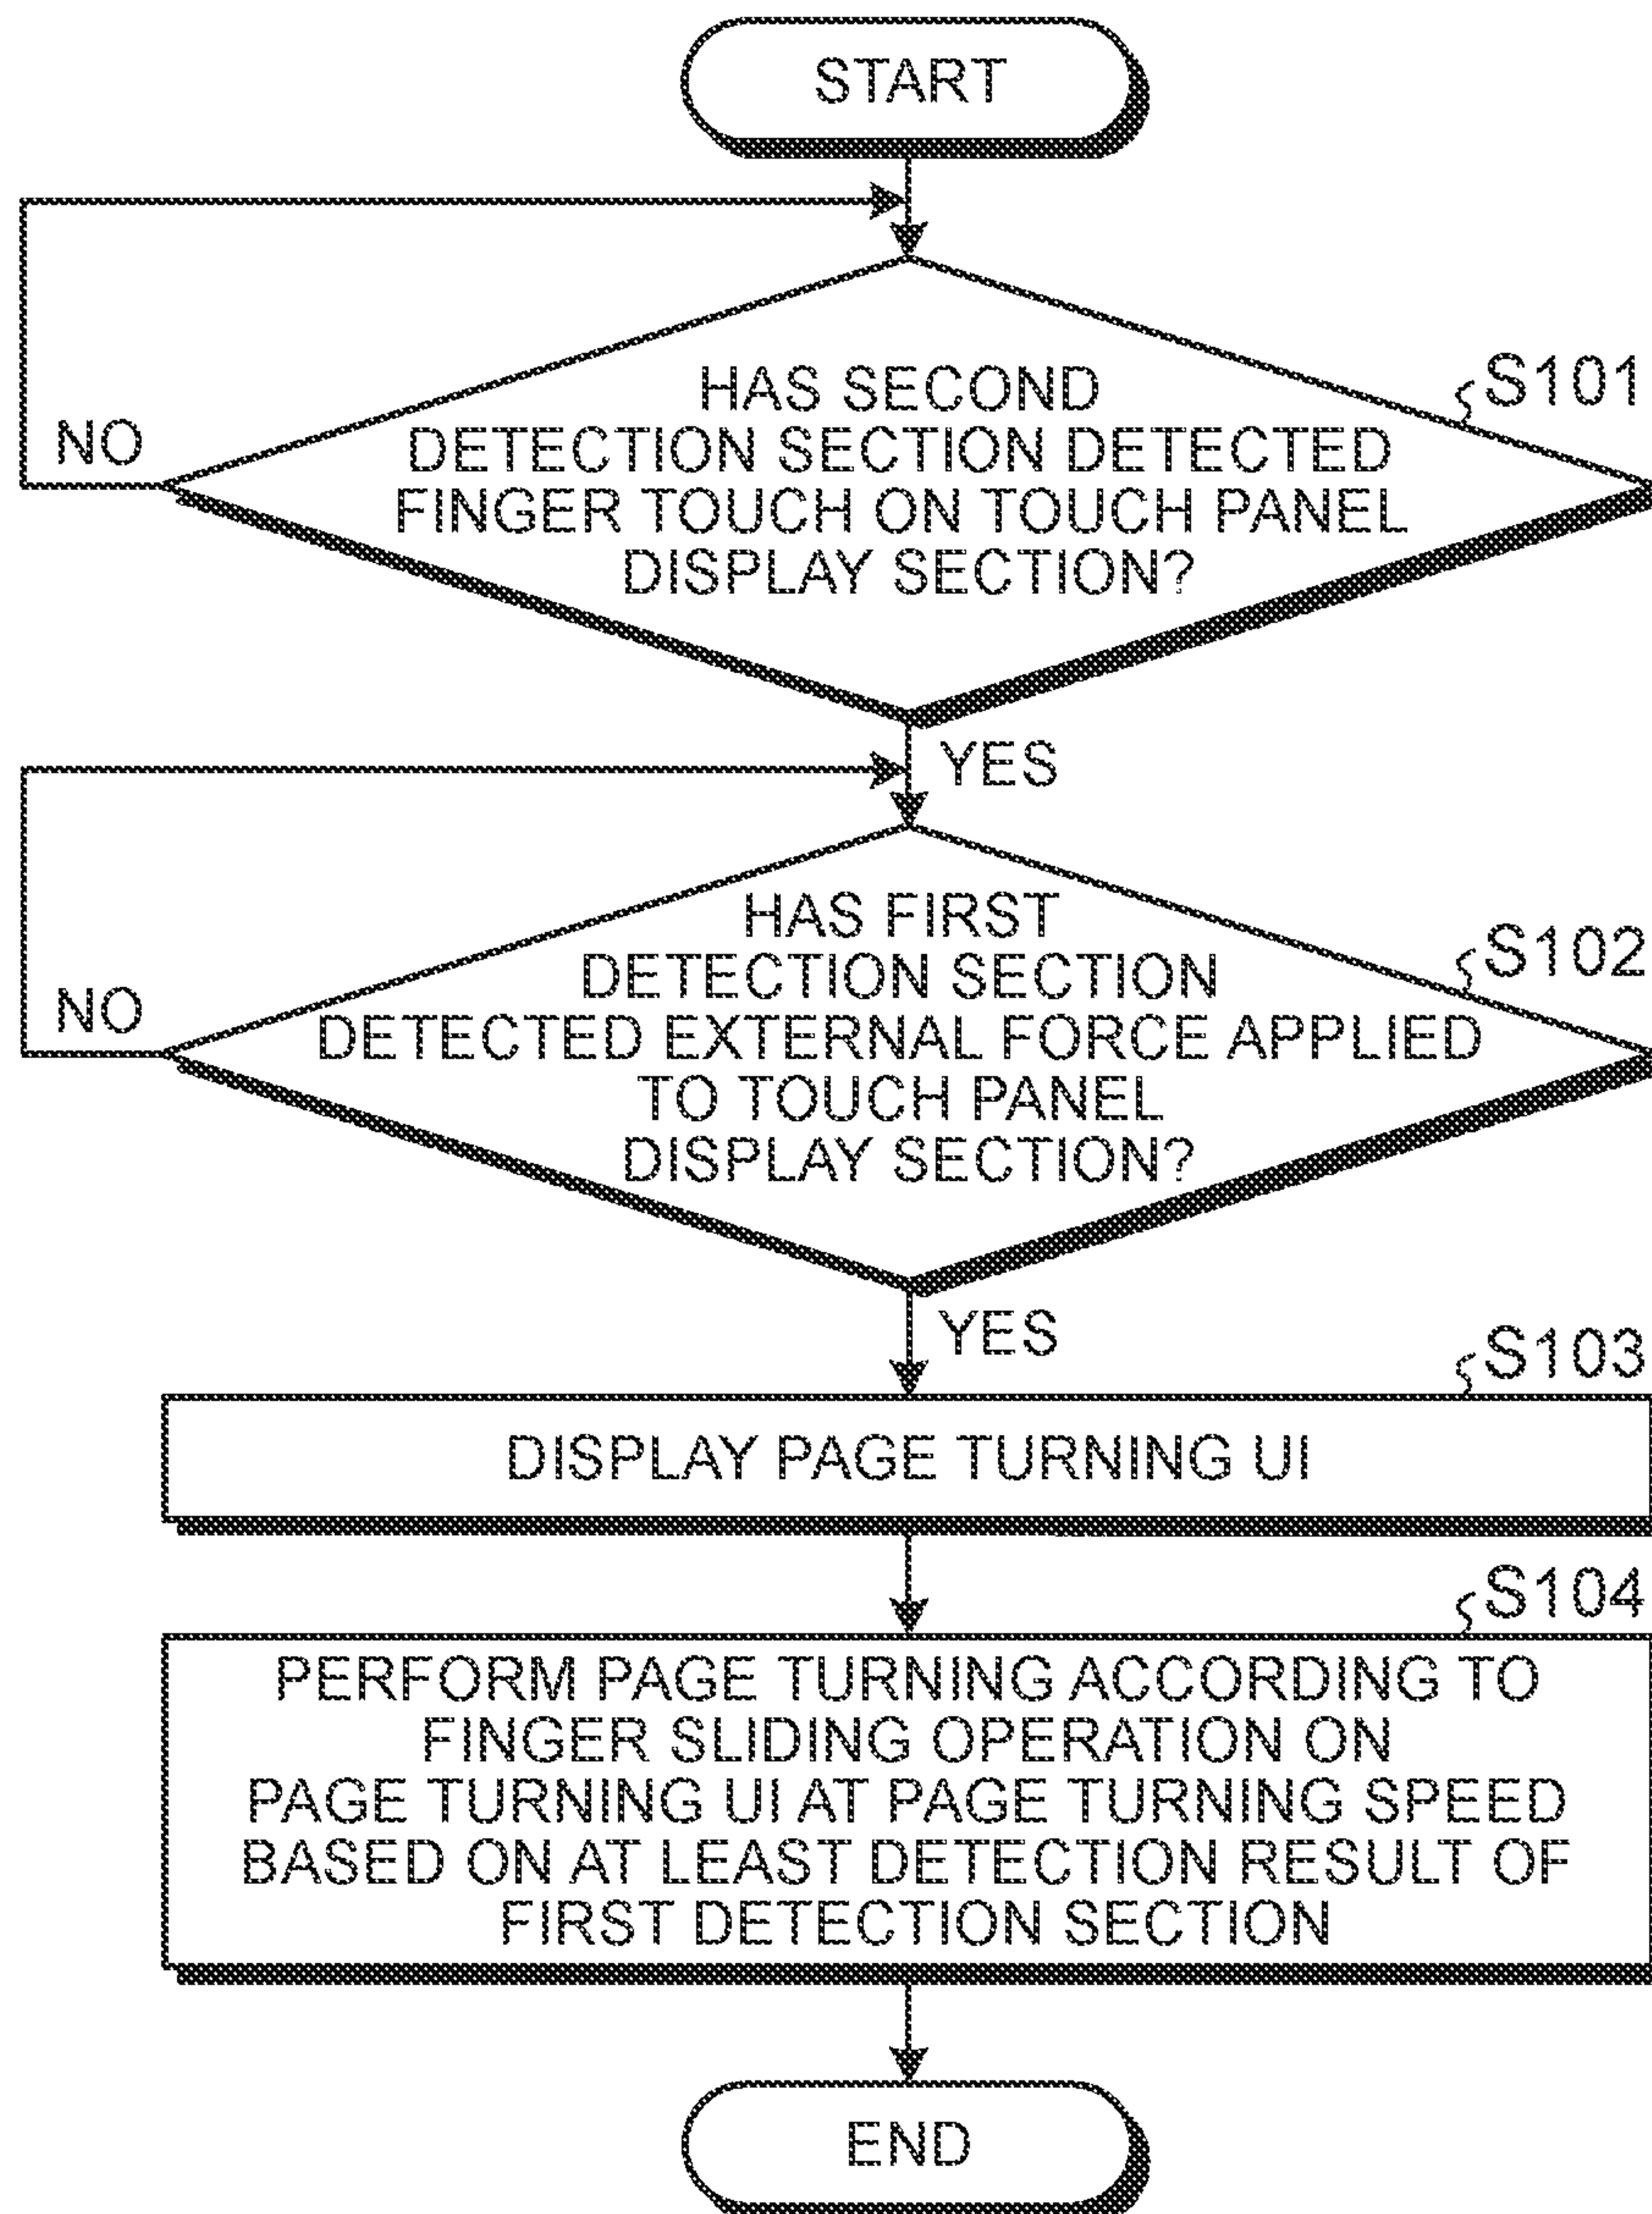 START
HAS SECOND
DETECTION SECTION DETECTED
FINGER TOUCH ON TOUCH PANEL
DISPLAY SECTION?
S101
NO
YES
HAS FIRST
DETECTION SECTION
DETECTED EXTERNAL FORCE APPLIED
TO TOUCH PANEL
DISPLAY SECTION?
S102
NO
YES
S103
DISPLAY PAGE TURNING UI
S104
PERFORM PAGE TURNING ACCORDING TO
FINGER SLIDING OPERATION ON
PAGE TURNING UI AT PAGE TURNING SPEED
BASED ON AT LEAST DETECTION RESULT OF
FIRST DETECTION SECTION
END